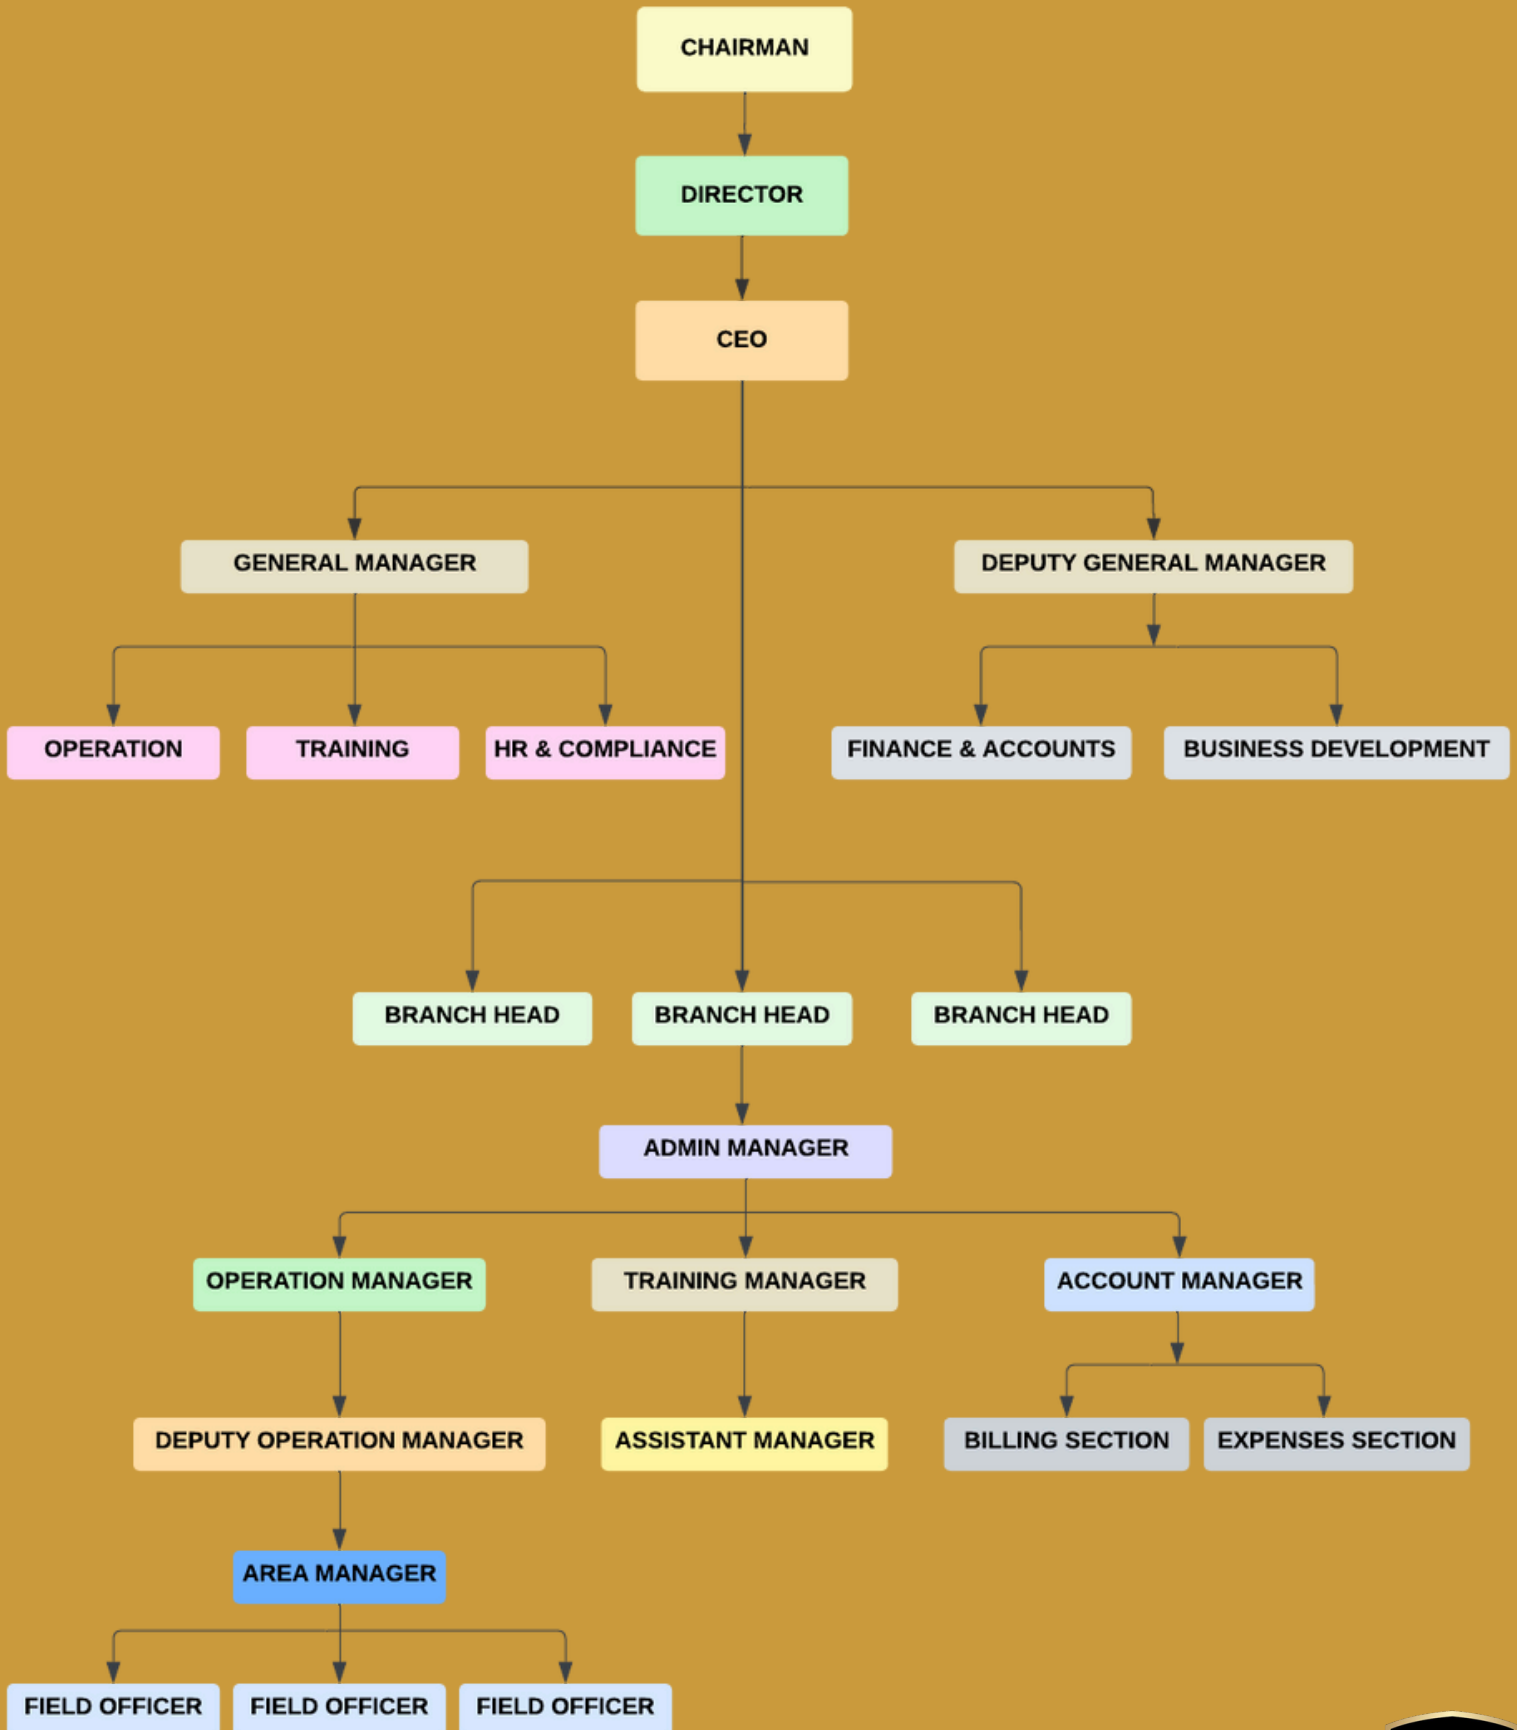 CHAIRMAN
DIRECTOR
CEO
GENERAL MANAGER
DEPUTY GENERAL MANAGER
OPERATION
TRAINING
HR & COMPLIANCE
FINANCE & ACCOUNTS
BUSINESS DEVELOPMENT
BRANCH HEAD
BRANCH HEAD
BRANCH HEAD
ADMIN MANAGER
OPERATION MANAGER
TRAINING MANAGER
ACCOUNT MANAGER
DEPUTY OPERATION MANAGER
ASSISTANT MANAGER
BILLING SECTION
EXPENSES SECTION
AREA MANAGER
FIELD OFFICER
FIELD OFFICER
FIELD OFFICER